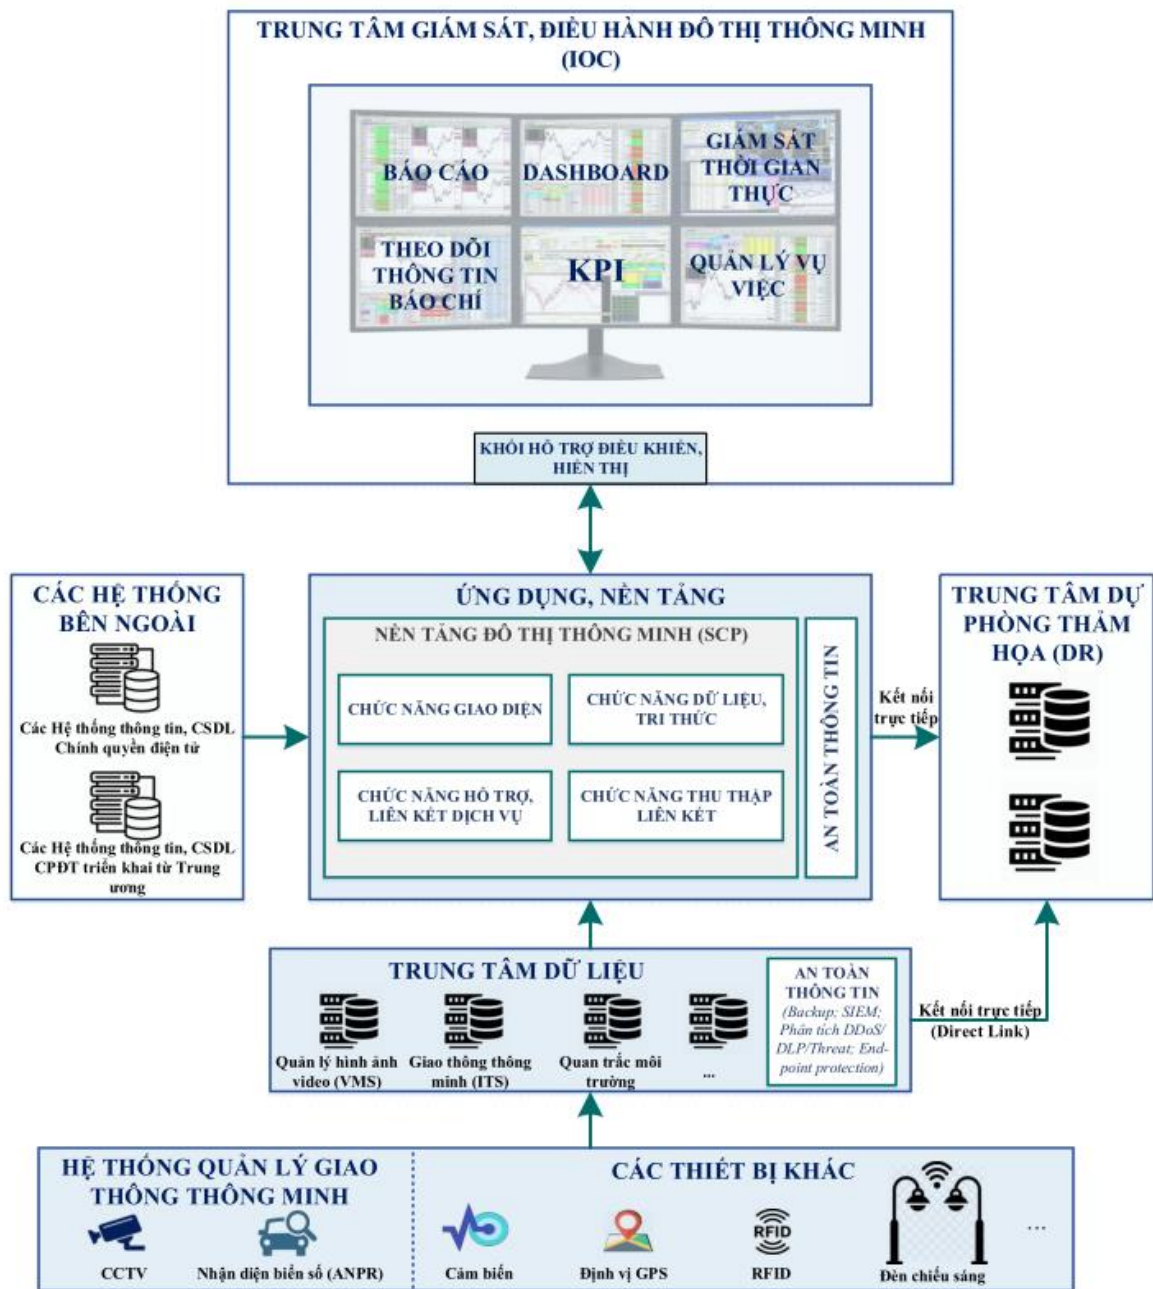 TRUNG TÂM GIÁM SÁT, ĐIỀU HÀNH ĐÔ THỊ THÔNG MINH
(IOC)
BÁO CÁO
DASHBOARD
GIÁM SÁT
THỜI GIAN
THỰC
THEO DÕI
THÔNG TIN
BÁO CHÍ
KPI
QUẢN LÝ VỤ
VIỆC
KHỐI HỖ TRỢ ĐIỀU KHIỂN,
HIỂN THỊ
CÁC HỆ THỐNG
BÊN NGOÀI
Các Hệ thống thông tin, CSDL
Chính quyền điện tử
Các Hệ thống thông tin, CSDL
CPĐT triển khai từ Trung
ương
ỨNG DỤNG, NỀN TẢNG
NỀN TẢNG ĐÔ THỊ THÔNG MINH (SCP)
CHỨC NĂNG GIAO DIỆN
CHỨC NĂNG DỮ LIỆU,
TRI THỨC
CHỨC NĂNG HỖ TRỢ,
LIÊN KẾT DỊCH VỤ
CHỨC NĂNG THU THẬP
LIÊN KẾT
AN TOÀN THÔNG TIN
Kết nối
trực tiếp
TRUNG TÂM DỰ
PHÒNG THẢM
HỌA (DR)
TRUNG TÂM DỮ LIỆU
Quản lý hình ảnh
video (VMS)
Giao thông thông
minh (ITS)
Quan trắc môi
trường
...
AN TOÀN
THÔNG TIN
(Backup; SIEM;
Phân tích DDoS/
DLP/Threat; End-
point protection)
Kết nối trực tiếp
(Direct Link)
HỆ THỐNG QUẢN LÝ GIAO
THÔNG THÔNG MINH
CCTV
Nhận diện biển số (ANPR)
CÁC THIẾT BỊ KHÁC
Cảm biến
Định vị GPS
RFID
RFID
Đèn chiếu sáng
...